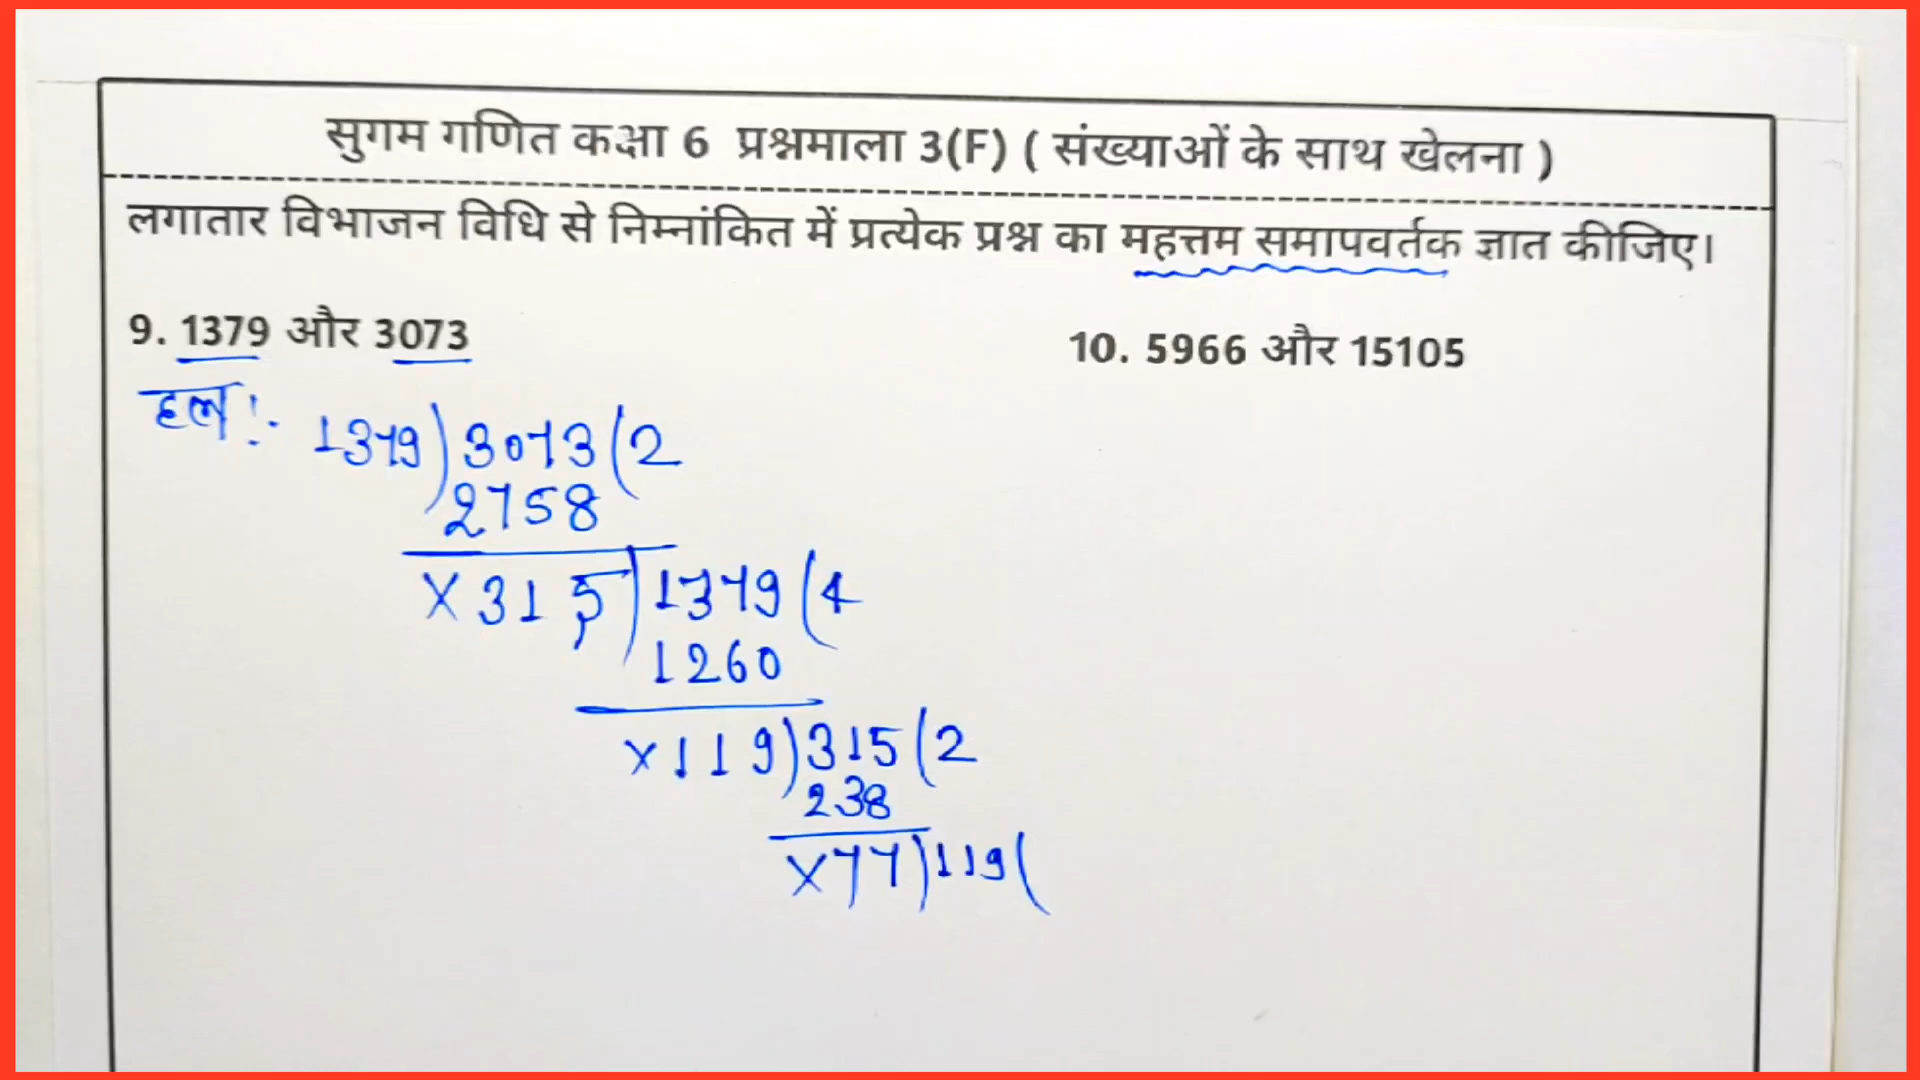 सुगम गणित कक्षा 6 प्रश्नमाला 3(F) ( संख्याओं के साथ खेलना )
लगातार विभाजन विधि से निम्नांकित में प्रत्येक प्रश्न का महत्तम समापवर्तक ज्ञात कीजिए।
9. 1379 और 3073
10. 5966 और 15105
हल :-
1379)3073(2
2758
×315)1379(4
1260
×119)315(2
238
×77)119(